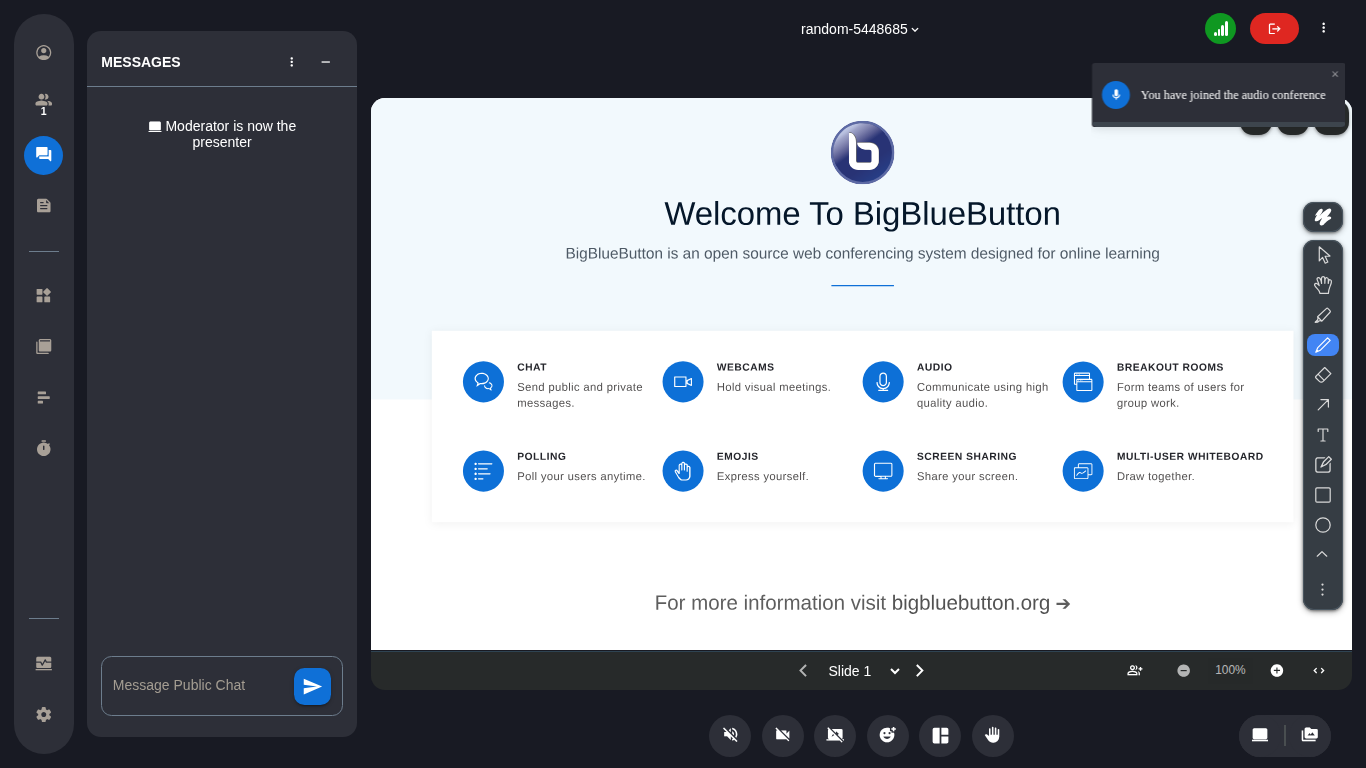 random-5448685
1
MESSAGES
Moderator is now the
presenter
Message Public Chat
You have joined the audio conference
Welcome To BigBlueButton
BigBlueButton is an open source web conferencing system designed for online learning
CHAT
Send public and private
messages.
WEBCAMS
Hold visual meetings.
AUDIO
Communicate using high
quality audio.
BREAKOUT ROOMS
Form teams of users for
group work.
POLLING
Poll your users anytime.
EMOJIS
Express yourself.
SCREEN SHARING
Share your screen.
MULTI-USER WHITEBOARD
Draw together.
For more information visit bigbluebutton.org ➔
Slide 1
100%